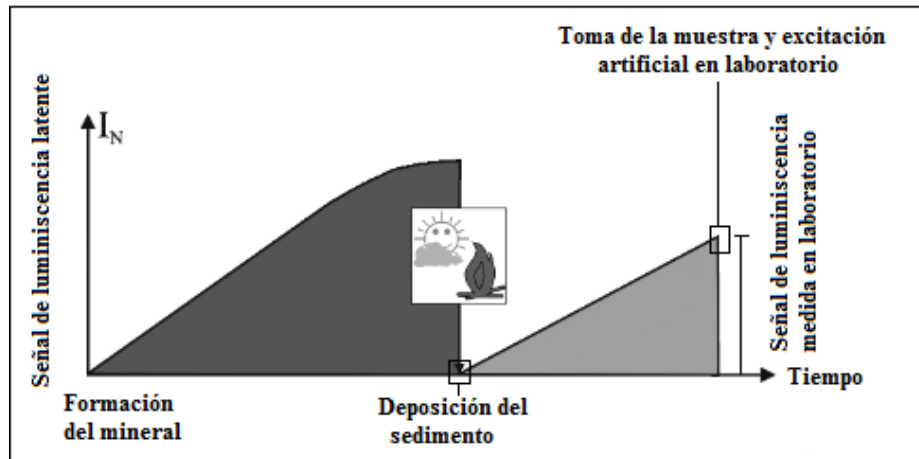 Toma de la muestra y excitación
artificial en laboratorio
Señal de luminiscencia latente
I_N
Señal de luminiscencia
medida en laboratorio
Tiempo
Formación
del mineral
Deposición del
sedimento